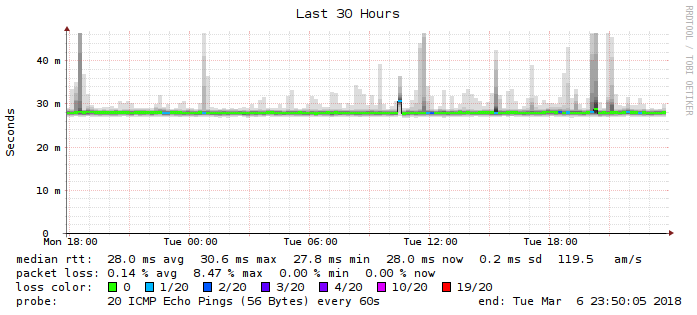 Last 30 Hours
RRDTOOL / TOBI OETIKER
Seconds
40 m
30 m
20 m
10 m
0
Mon 18:00 Tue 00:00 Tue 06:00 Tue 12:00 Tue 18:00
median rtt: 28.0 ms avg 30.6 ms max 27.8 ms min 28.0 ms now 0.2 ms sd 119.5 am/s
packet loss: 0.14 % avg 8.47 % max 0.00 % min 0.00 % now
loss color: 0 1/20 2/20 3/20 4/20 10/20 19/20
probe: 20 ICMP Echo Pings (56 Bytes) every 60s end: Tue Mar 6 23:50:05 2018